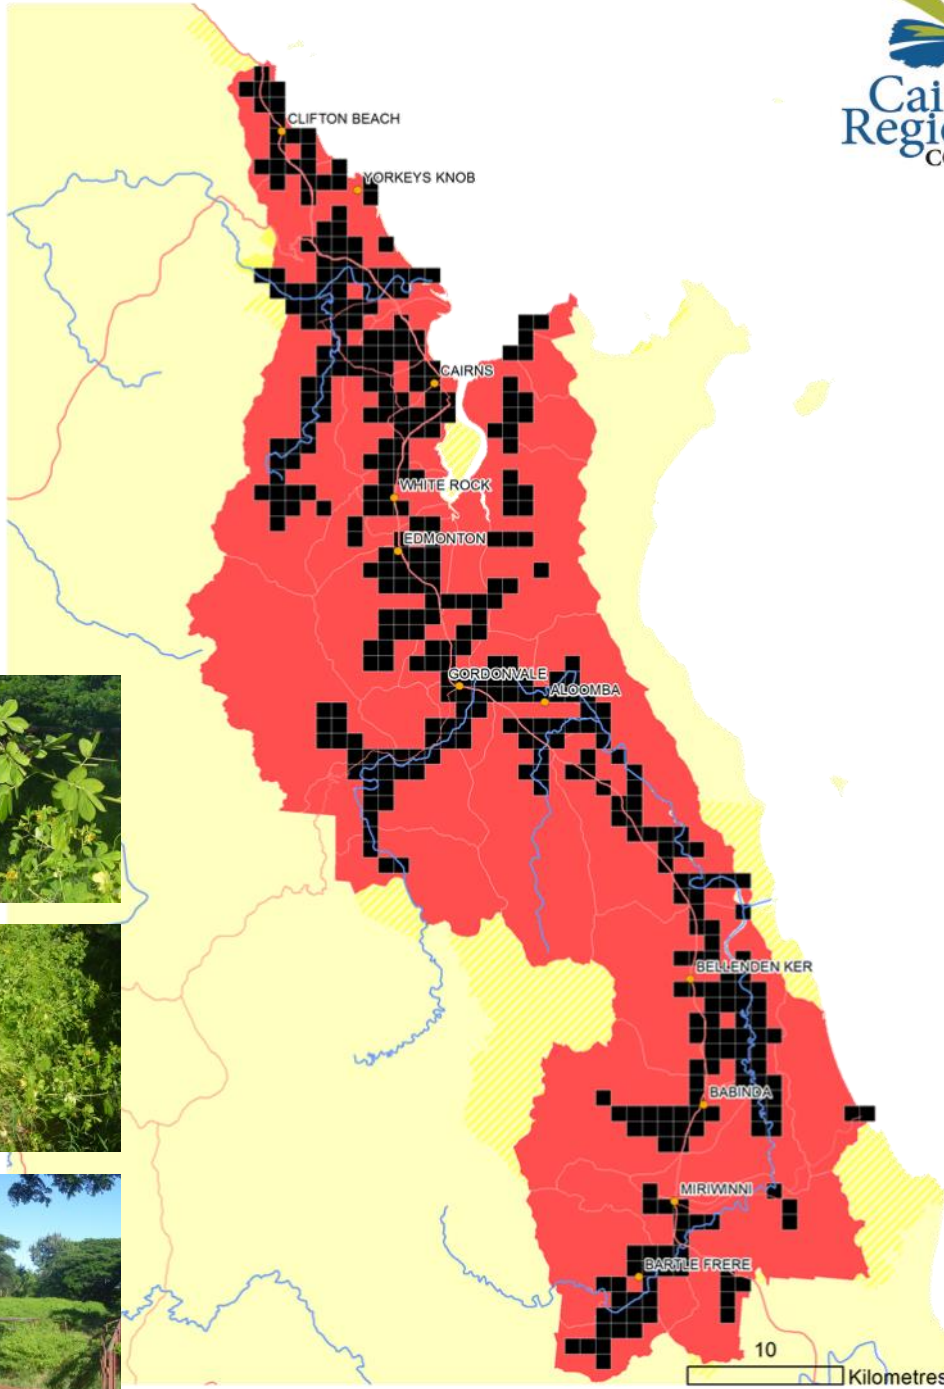 CLIFTON BEACH
YORKEYS KNOB
CAIRNS
WHITE ROCK
EDMONTON
GORDONVALE
ALOOMBA
BELLENDEN KER
BABINDA
MIRIWINNI
BARTLE FRERE
10
Kilometres